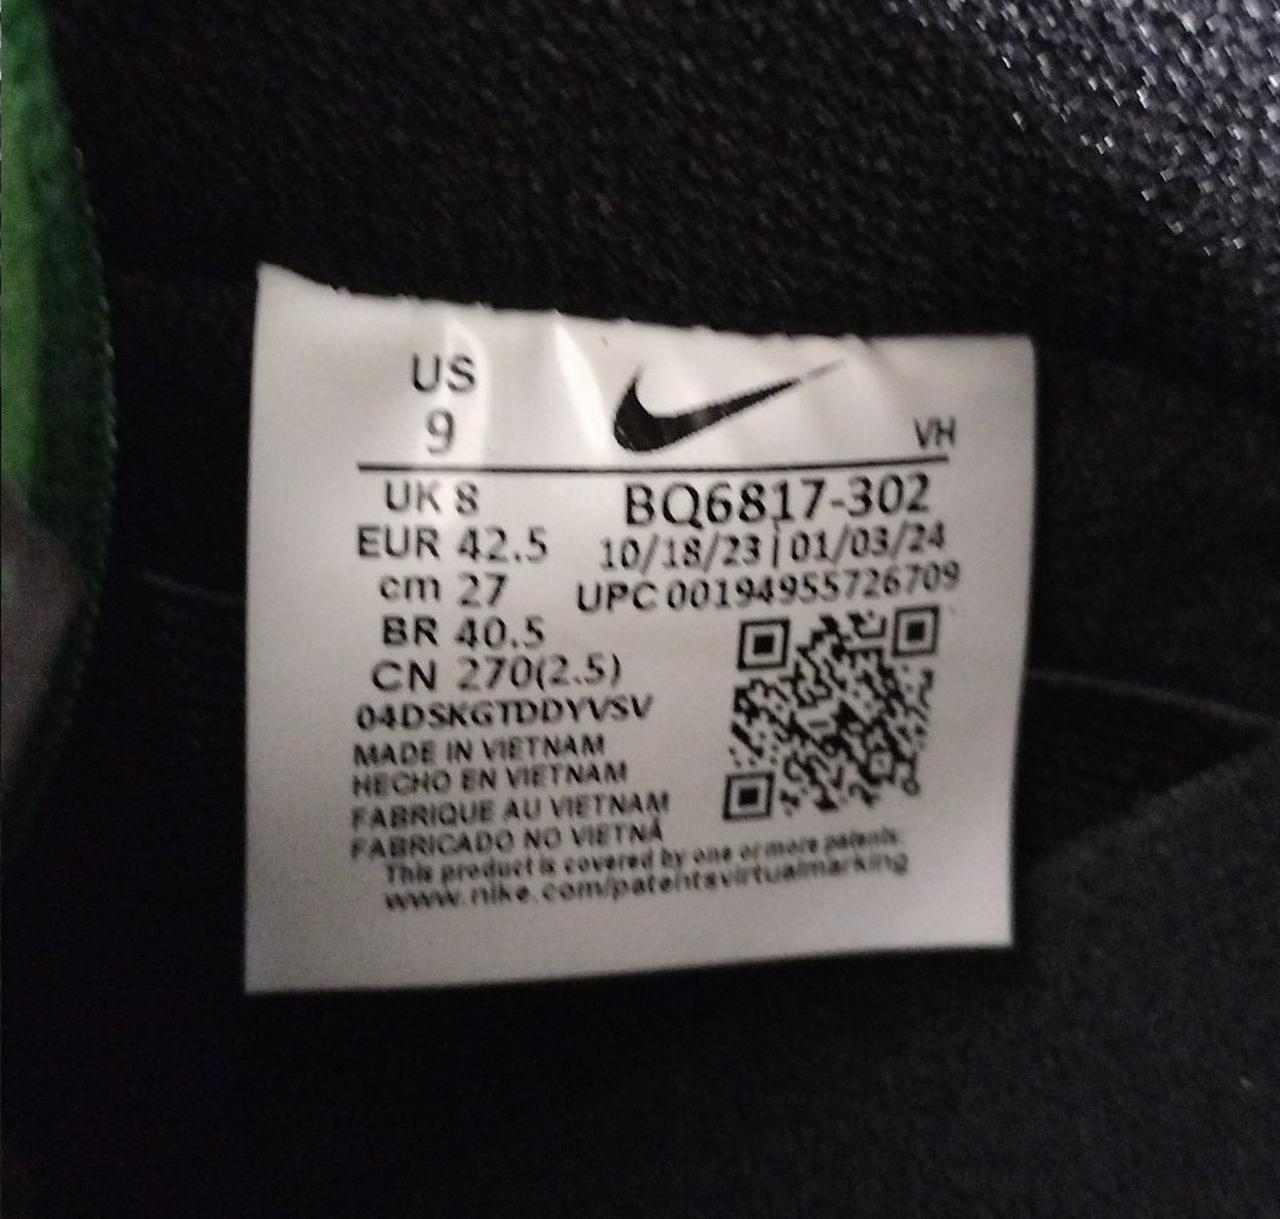 US
9
VH
UK 8
BQ6817-302
EUR 42.5
10/18/23 | 01/03/24
cm 27
UPC 00194955726709
BR 40.5
CN 270(2.5)
04DSKGTDDYVSV
MADE IN VIETNAM
HECHO EN VIETNAM
FABRIQUE AU VIETNAM
FABRICADO NO VIETNÃ
This product is covered by one or more patents:
www.nike.com/patentsvirtualmarking